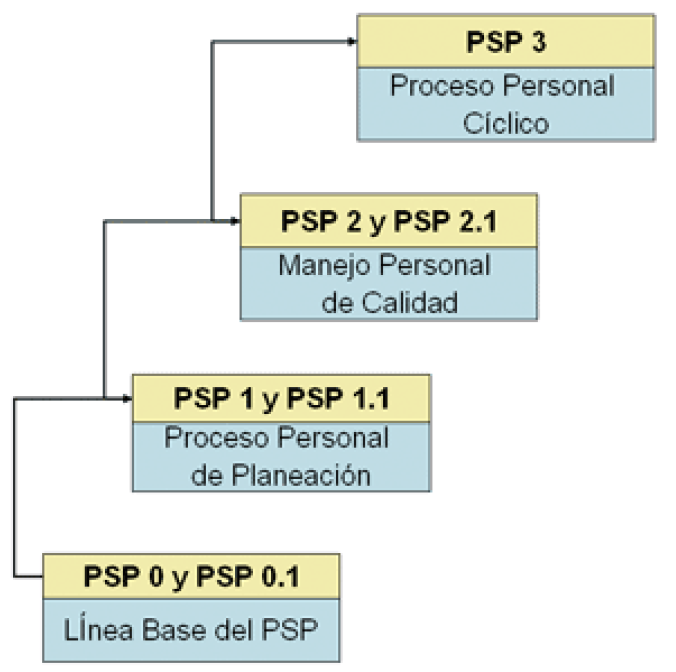 PSP 3
Proceso Personal
Cíclico
PSP 2 y PSP 2.1
Manejo Personal
de Calidad
PSP 1 y PSP 1.1
Proceso Personal
de Planeación
PSP 0 y PSP 0.1
LÍnea Base del PSP